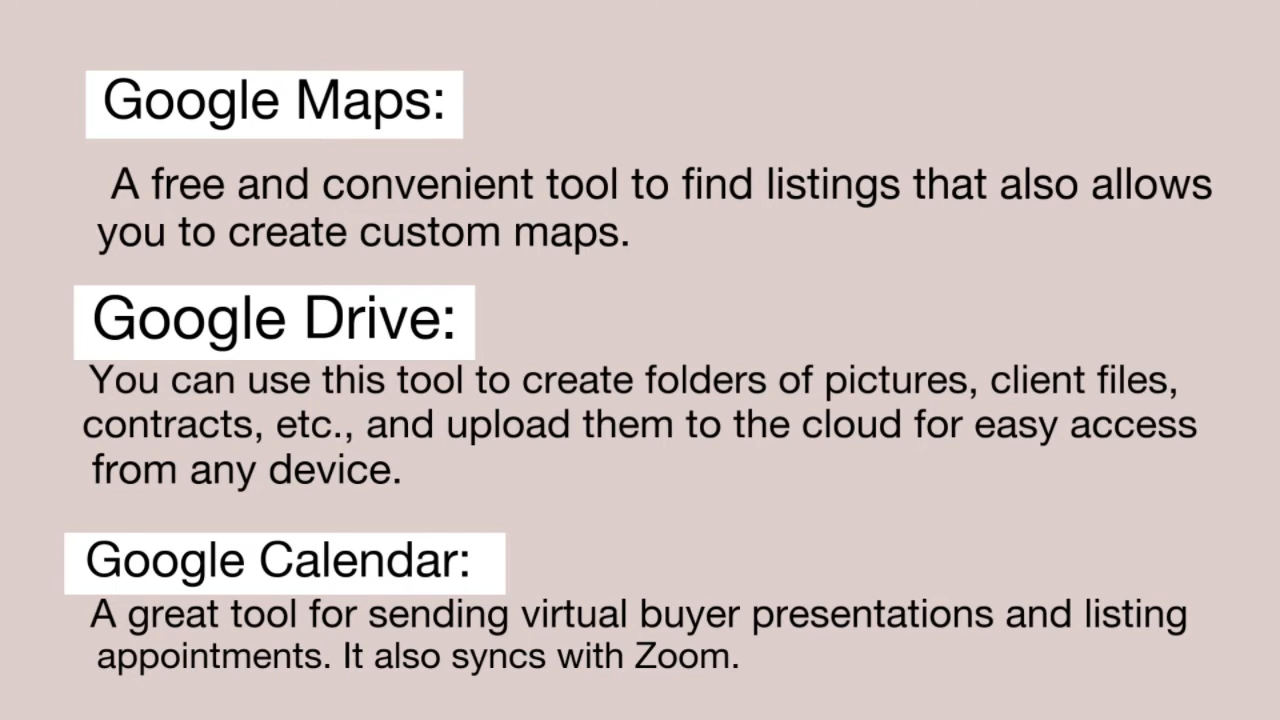 Google Maps:
A free and convenient tool to find listings that also allows
you to create custom maps.
Google Drive:
You can use this tool to create folders of pictures, client files,
contracts, etc., and upload them to the cloud for easy access
from any device.
Google Calendar:
A great tool for sending virtual buyer presentations and listing
appointments. It also syncs with Zoom.